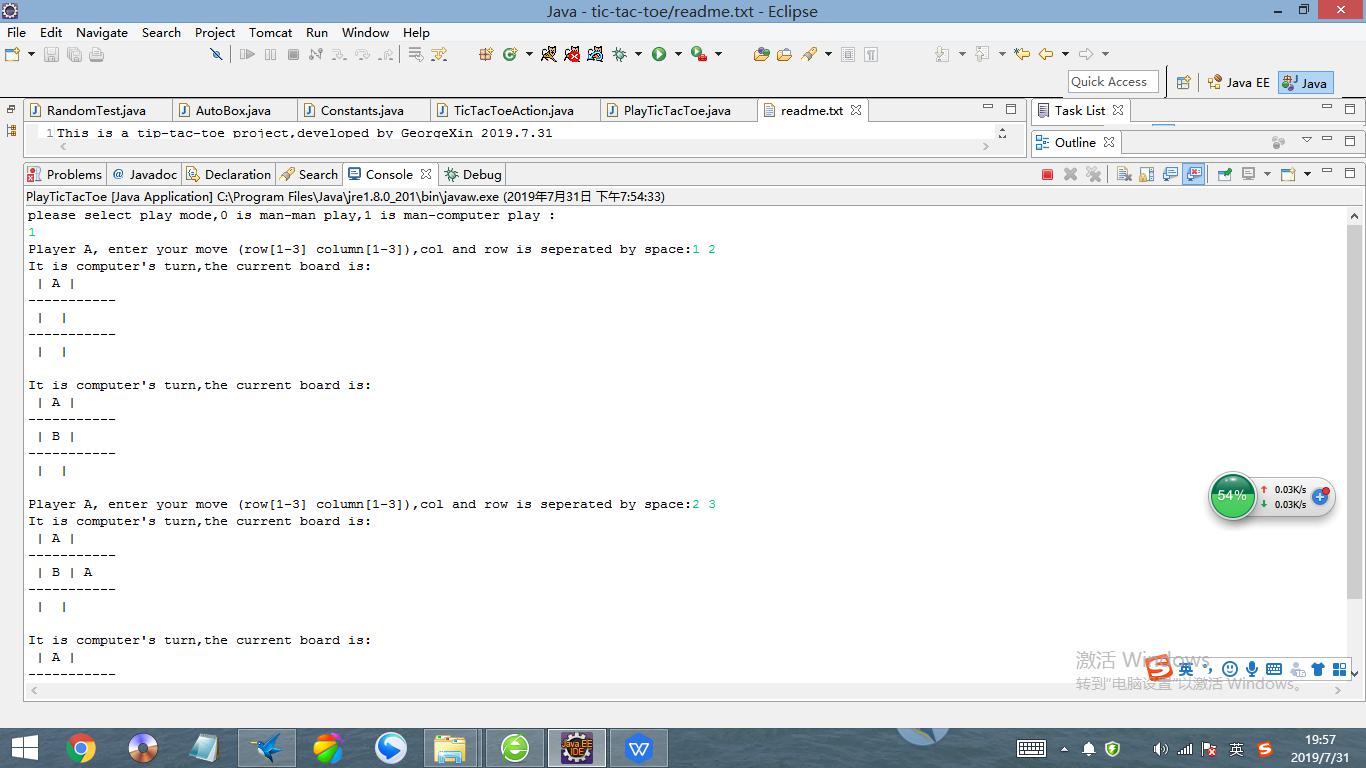 Java - tic-tac-toe/readme.txt - Eclipse
File Edit Navigate Search Project Tomcat Run Window Help
Quick Access Java EE Java
RandomTest.java AutoBox.java Constants.java TicTacToeAction.java PlayTicTacToe.java readme.txt Task List
1 This is a tip-tac-toe project,developed by GeorgeXin 2019.7.31
Outline
Problems @ Javadoc Declaration Search Console Debug
PlayTicTacToe [Java Application] C:\Program Files\Java\jre1.8.0_201\bin\javaw.exe (2019年7月31日 下午7:54:33)
please select play mode,0 is man-man play,1 is man-computer play :
1
Player A, enter your move (row[1-3] column[1-3]),col and row is seperated by space:1 2
It is computer's turn,the current board is:
| A |
-----------
| |
-----------
| |
It is computer's turn,the current board is:
| A |
-----------
| B |
-----------
| |
Player A, enter your move (row[1-3] column[1-3]),col and row is seperated by space:2 3
It is computer's turn,the current board is:
| A |
-----------
| B | A
-----------
| |
It is computer's turn,the current board is:
| A |
-----------
54%
0.03K/s
0.03K/s
激活 Windows
转到"电脑设置"以激活 Windows。
英
英
19:57
2019/7/31